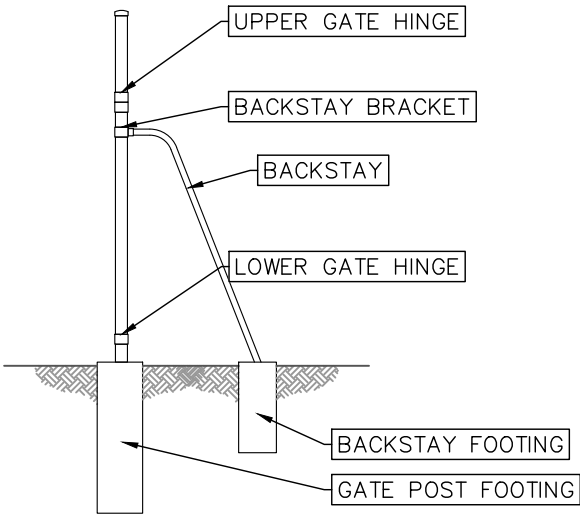 UPPER GATE HINGE
BACKSTAY BRACKET
BACKSTAY
LOWER GATE HINGE
BACKSTAY FOOTING
GATE POST FOOTING